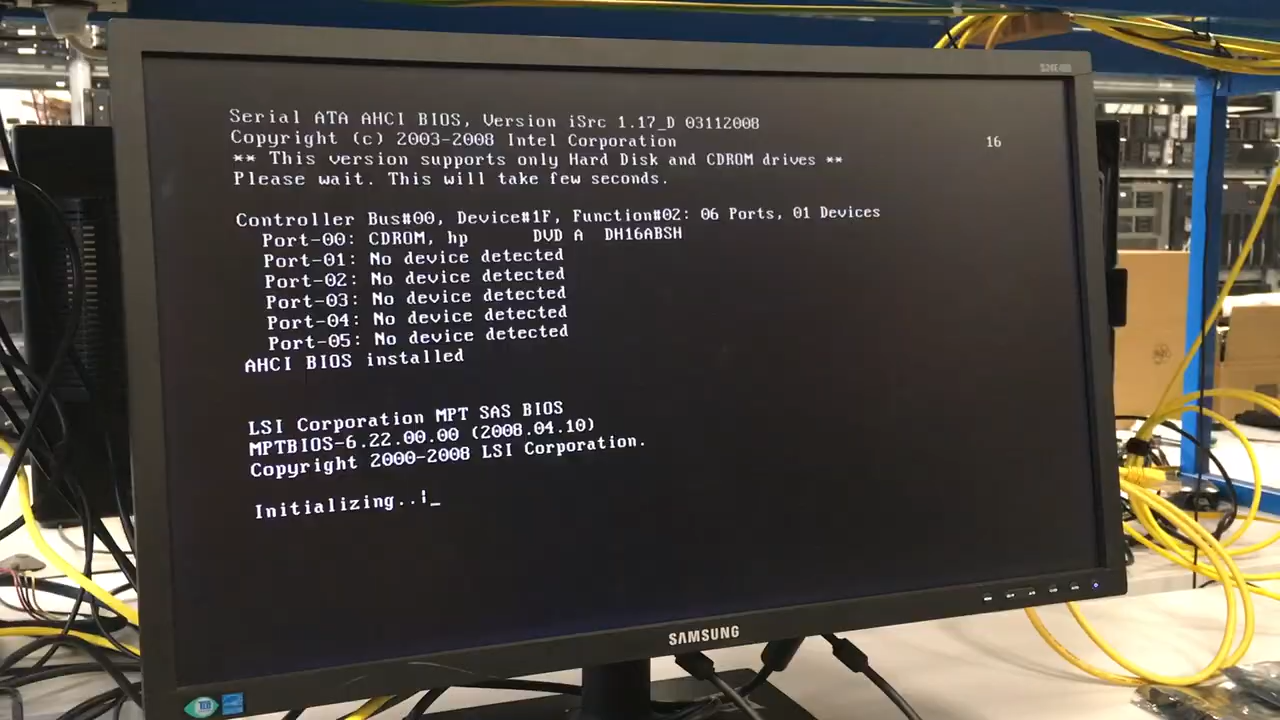 Serial ATA AHCI BIOS, Version iSrc 1.17_D 03112008
Copyright (c) 2003-2008 Intel Corporation
16
** This version supports only Hard Disk and CDROM drives **
Please wait. This will take few seconds.
Controller Bus#00, Device#1F, Function#02: 06 Ports, 01 Devices
Port-00: CDROM, hp DVD A DH16ABSH
Port-01: No device detected
Port-02: No device detected
Port-03: No device detected
Port-04: No device detected
Port-05: No device detected
AHCI BIOS installed
LSI Corporation MPT SAS BIOS
MPTBIOS-6.22.00.00 (2008.04.10)
Copyright 2000-2008 LSI Corporation.
Initializing..|_
SAMSUNG